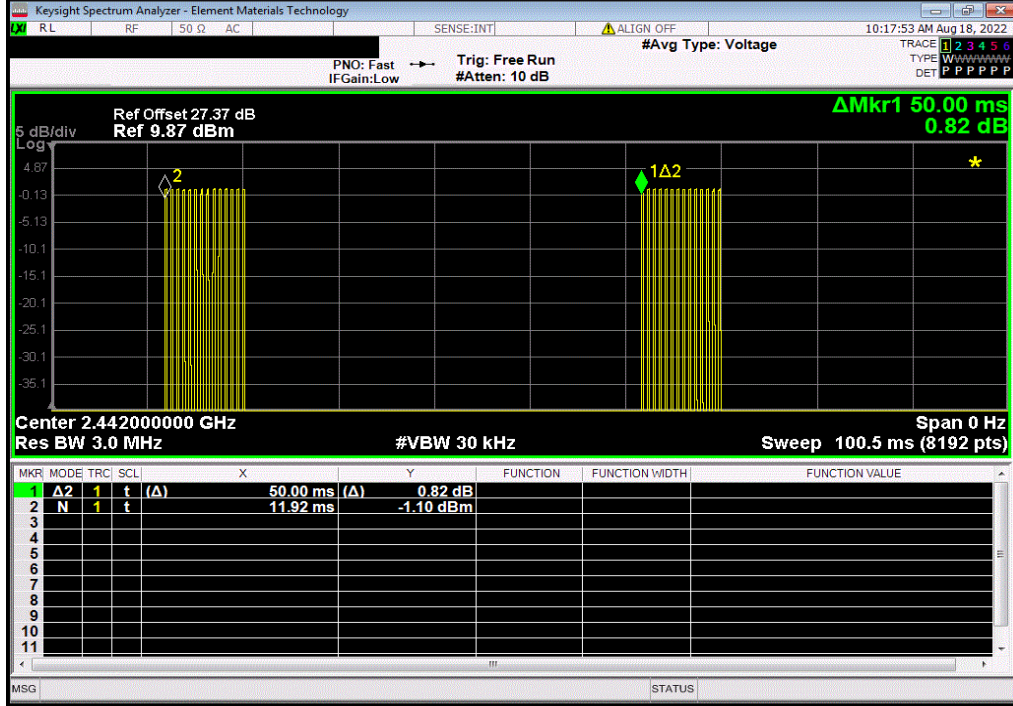 Keysight Spectrum Analyzer - Element Materials Technology
LXI RL RF 50 Ω AC SENSE:INT ALIGN OFF 10:17:53 AM Aug 18, 2022
#Avg Type: Voltage
TRACE 1 2 3 4 5 6
PNO: Fast Trig: Free Run
TYPE WWWWWW
IFGain:Low #Atten: 10 dB
DET P P P P P P
ΔMkr1 50.00 ms
0.82 dB
Ref Offset 27.37 dB
5 dB/div Ref 9.87 dBm
Log
2
1Δ2
*
4.87
-0.13
-5.13
-10.1
-15.1
-20.1
-25.1
-30.1
-35.1
Center 2.442000000 GHz Span 0 Hz
Res BW 3.0 MHz #VBW 30 kHz Sweep 100.5 ms (8192 pts)
MKR MODE TRC SCL X Y FUNCTION FUNCTION WIDTH FUNCTION VALUE
1 Δ2 1 t (Δ) 50.00 ms (Δ) 0.82 dB
2 N 1 t 11.92 ms -1.10 dBm
3
4
5
6
7
8
9
10
11
MSG STATUS